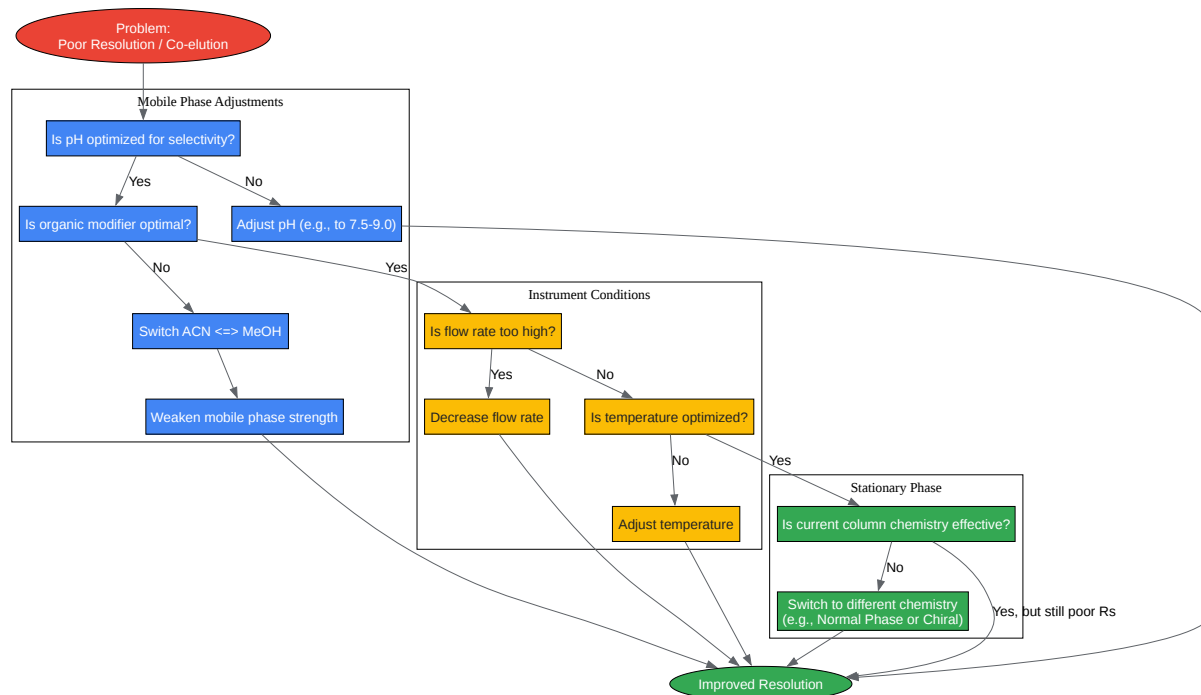 Problem:
Poor Resolution / Co-elution
Mobile Phase Adjustments
Is pH optimized for selectivity?
Yes
No
Is organic modifier optimal?
Adjust pH (e.g., to 7.5-9.0)
No
Yes
Instrument Conditions
Switch ACN <=> MeOH
Is flow rate too high?
Yes
No
Weaken mobile phase strength
Decrease flow rate
Is temperature optimized?
No
Yes
Stationary Phase
Adjust temperature
Is current column chemistry effective?
No
Switch to different chemistry
(e.g., Normal Phase or Chiral)
Yes, but still poor Rs
Improved Resolution